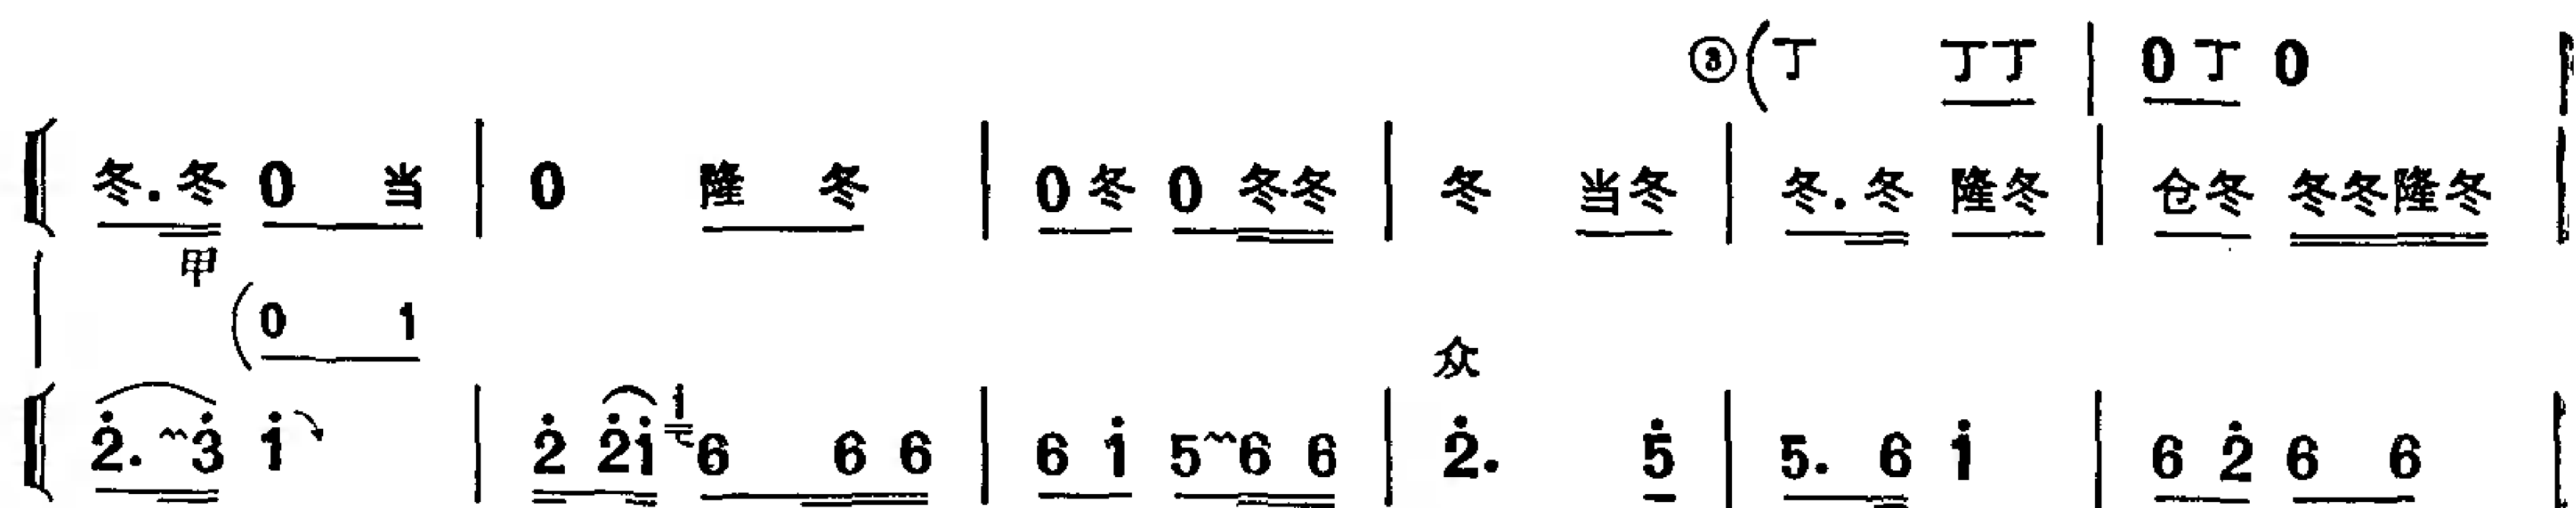 ③(丁 丁丁 | 0丁 0 |
冬.冬 0 当 | 0 隆 冬 | 0冬 0 冬冬 | 冬 当冬 | 冬.冬 隆冬 | 仓冬 冬冬隆冬 |
甲
(0 1
众
2̇. 3̇ 1̇ | 2̇ 2̇1̇ 1̇ 6 6 6 | 6 1̇ 5 6 6 | 2̇. 5̇ | 5. 6 1̇ | 6 2̇ 6 6 |